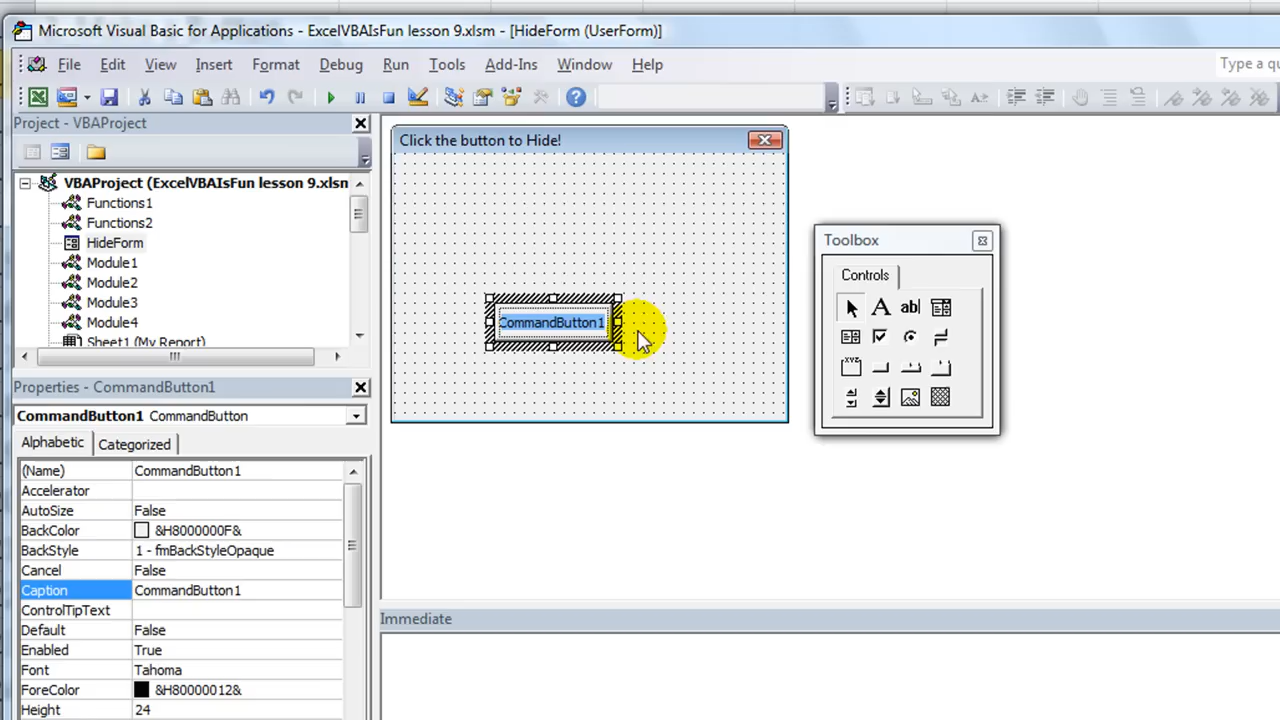 Microsoft Visual Basic for Applications - ExcelVBAIsFun lesson 9.xlsm - [HideForm (UserForm)]
File Edit View Insert Format Debug Run Tools Add-Ins Window Help
Type a qu
Project - VBAProject
VBAProject (ExcelVBAIsFun lesson 9.xlsm
Functions1
Functions2
HideForm
Module1
Module2
Module3
Module4
Sheet1 (My Report)
Click the button to Hide!
CommandButton1
Toolbox
Controls
A ab|
XYZ
Properties - CommandButton1
CommandButton1 CommandButton
Alphabetic Categorized
(Name) CommandButton1
Accelerator
AutoSize False
BackColor &H8000000F&
BackStyle 1 - fmBackStyleOpaque
Cancel False
Caption CommandButton1
ControlTipText
Default False
Enabled True
Font Tahoma
ForeColor &H80000012&
Height 24
Immediate